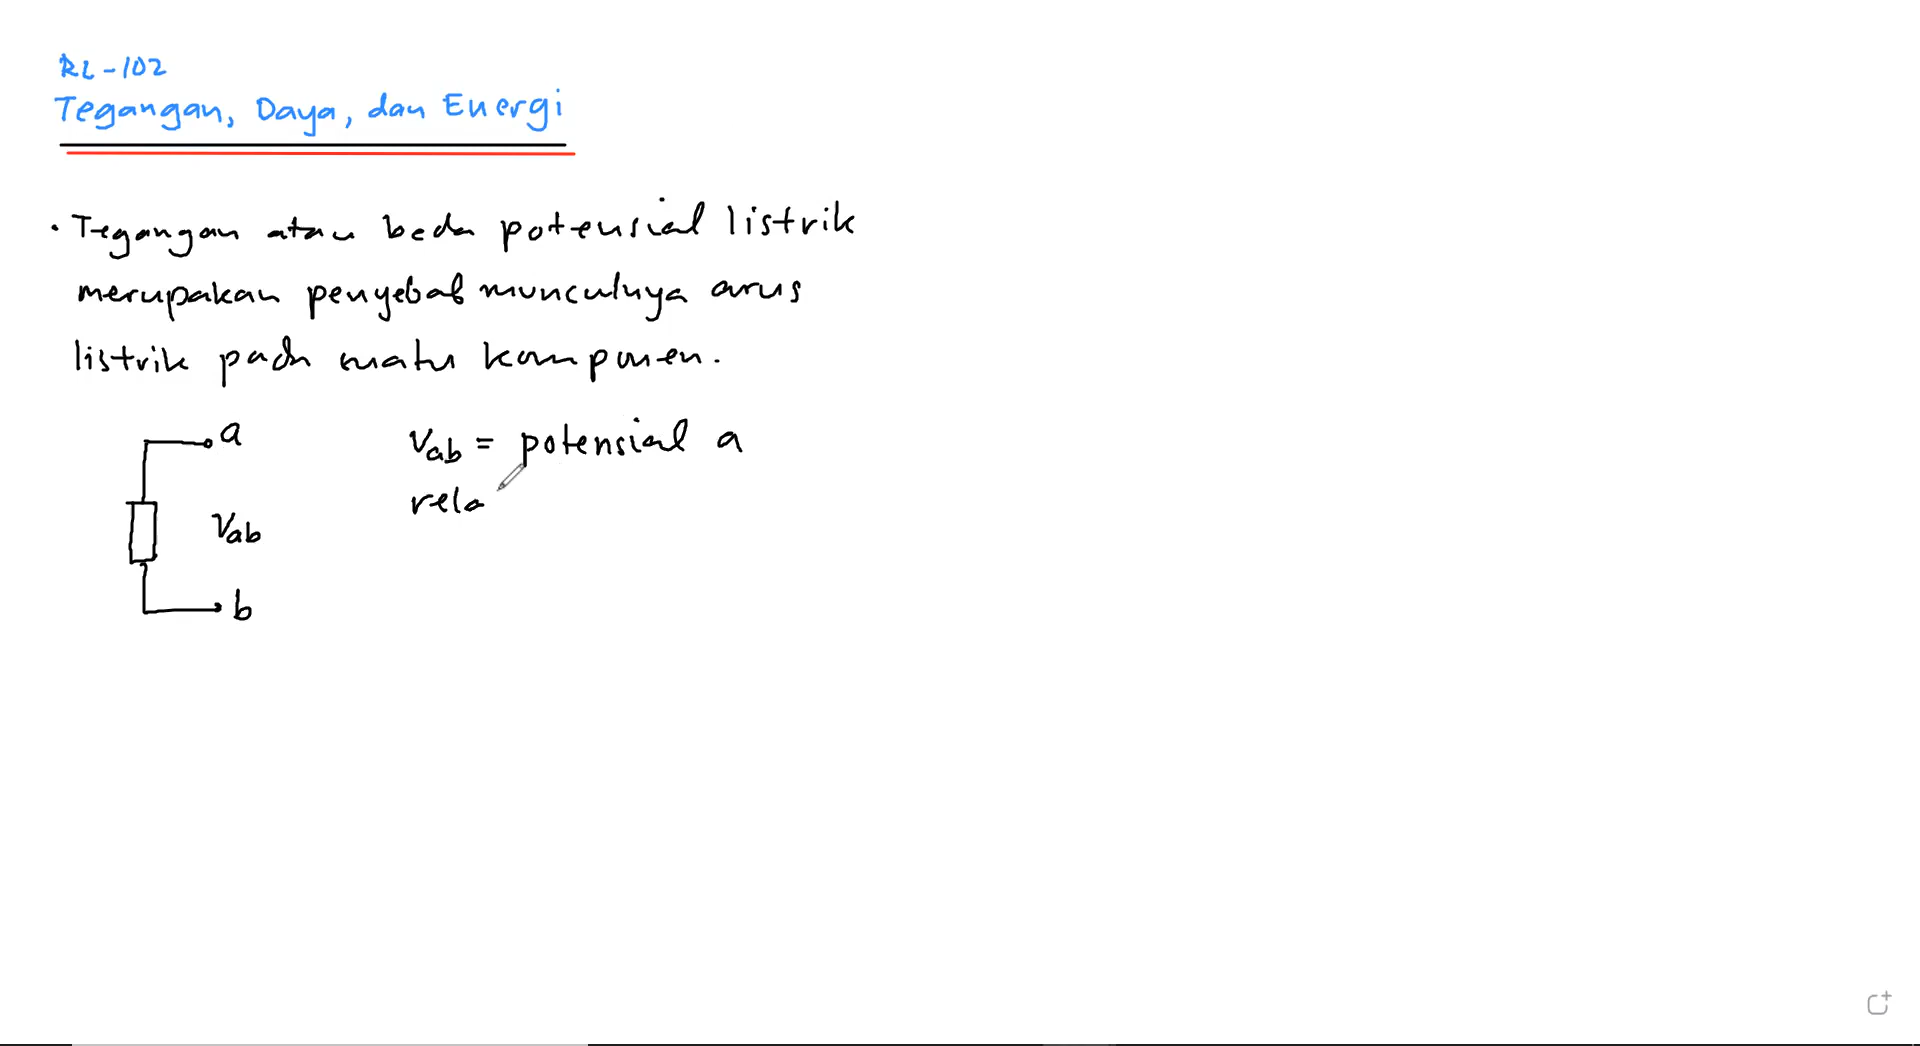 RL-102
Tegangan, Daya, dan Energi
• Tegangan atau beda potensial listrik
merupakan penyebab munculnya arus
listrik pada suatu komponen.
a
Vab = potensial a
rela
Vab
b